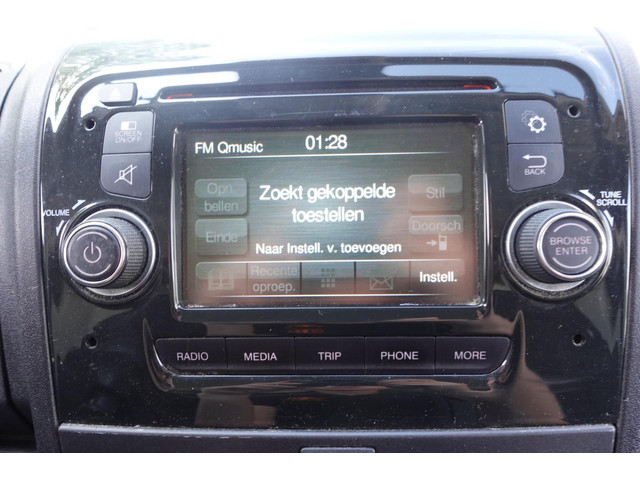 FM Qmusic 01:28
SCREEN
ON/OFF
BACK
VOLUME
TUNE
SCROLL
BROWSE
ENTER
Opn.
bellen
Zoekt gekoppelde
toestellen
Stil
Einde
Doorsch
Naar Instell. v. toevoegen
Recente
oproep.
Instell.
RADIO MEDIA TRIP PHONE MORE